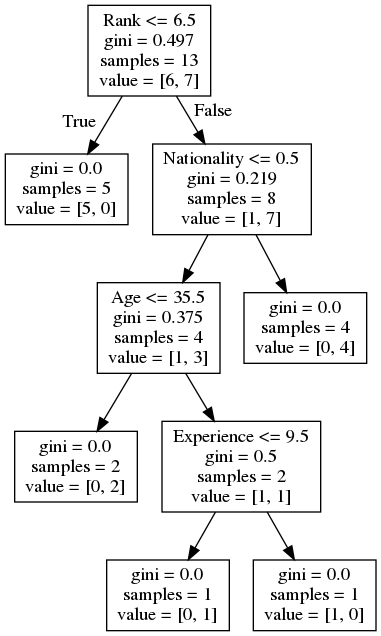 Rank <= 6.5
gini = 0.497
samples = 13
value = [6, 7]
True
False
gini = 0.0
samples = 5
value = [5, 0]
Nationality <= 0.5
gini = 0.219
samples = 8
value = [1, 7]
Age <= 35.5
gini = 0.375
samples = 4
value = [1, 3]
gini = 0.0
samples = 4
value = [0, 4]
gini = 0.0
samples = 2
value = [0, 2]
Experience <= 9.5
gini = 0.5
samples = 2
value = [1, 1]
gini = 0.0
samples = 1
value = [0, 1]
gini = 0.0
samples = 1
value = [1, 0]